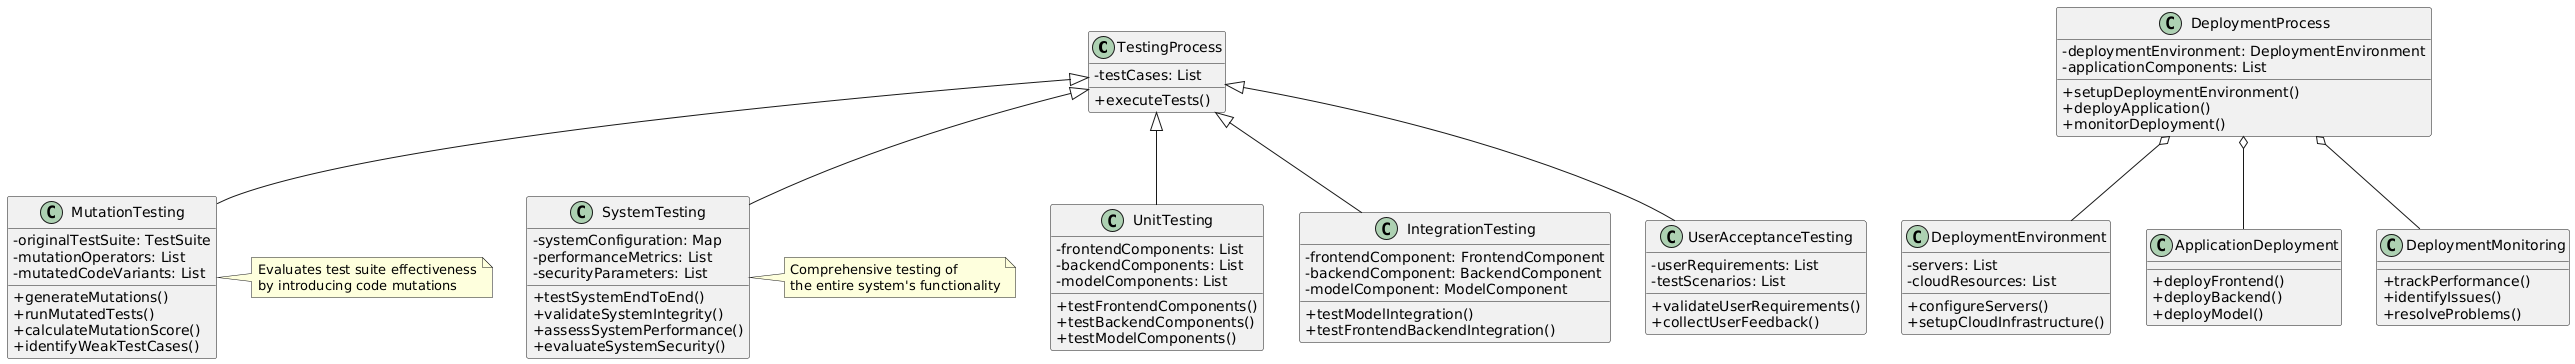 C TestingProcess
-testCases: List
+executeTests()
C DeploymentProcess
-deploymentEnvironment: DeploymentEnvironment
-applicationComponents: List
+setupDeploymentEnvironment()
+deployApplication()
+monitorDeployment()
C MutationTesting
-originalTestSuite: TestSuite
-mutationOperators: List
-mutatedCodeVariants: List
+generateMutations()
+runMutatedTests()
+calculateMutationScore()
+identifyWeakTestCases()
Evaluates test suite effectiveness
by introducing code mutations
C SystemTesting
-systemConfiguration: Map
-performanceMetrics: List
-securityParameters: List
+testSystemEndToEnd()
+validateSystemIntegrity()
+assessSystemPerformance()
+evaluateSystemSecurity()
Comprehensive testing of
the entire system's functionality
C UnitTesting
-frontendComponents: List
-backendComponents: List
-modelComponents: List
+testFrontendComponents()
+testBackendComponents()
+testModelComponents()
C IntegrationTesting
-frontendComponent: FrontendComponent
-backendComponent: BackendComponent
-modelComponent: ModelComponent
+testModelIntegration()
+testFrontendBackendIntegration()
C UserAcceptanceTesting
-userRequirements: List
-testScenarios: List
+validateUserRequirements()
+collectUserFeedback()
C DeploymentEnvironment
-servers: List
-cloudResources: List
+configureServers()
+setupCloudInfrastructure()
C ApplicationDeployment
+deployFrontend()
+deployBackend()
+deployModel()
C DeploymentMonitoring
+trackPerformance()
+identifyIssues()
+resolveProblems()